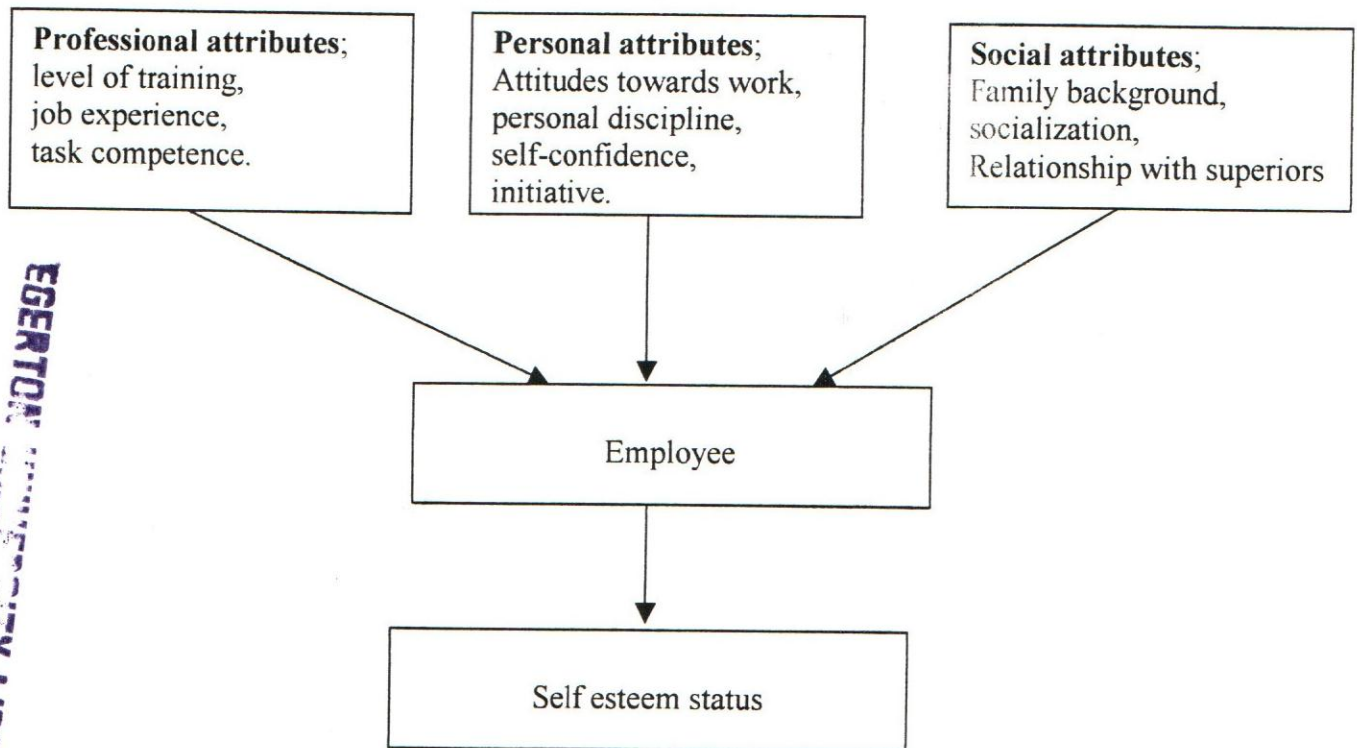 Professional attributes;
level of training,
job experience,
task competence.
Personal attributes;
Attitudes towards work,
personal discipline,
self-confidence,
initiative.
Social attributes;
Family background,
socialization,
Relationship with superiors
Employee
Self esteem status
EGERTON UNIVERSITY